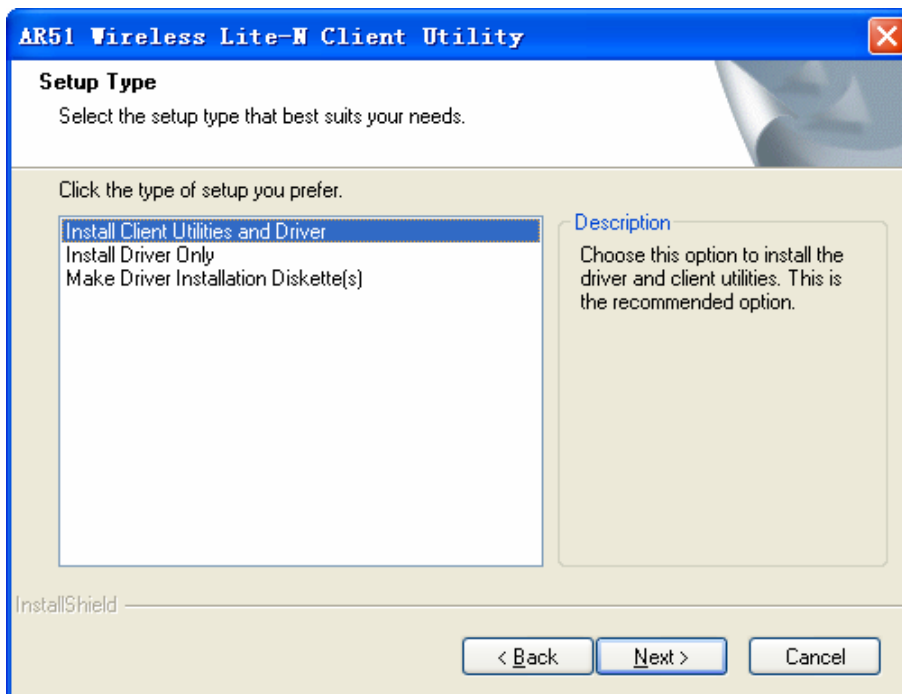 AR51 Wireless Lite-N Client Utility
Setup Type
Select the setup type that best suits your needs.
Click the type of setup you prefer.
Install Client Utilities and Driver
Install Driver Only
Make Driver Installation Diskette(s)
Description
Choose this option to install the
driver and client utilities. This is
the recommended option.
InstallShield
< Back
Next >
Cancel